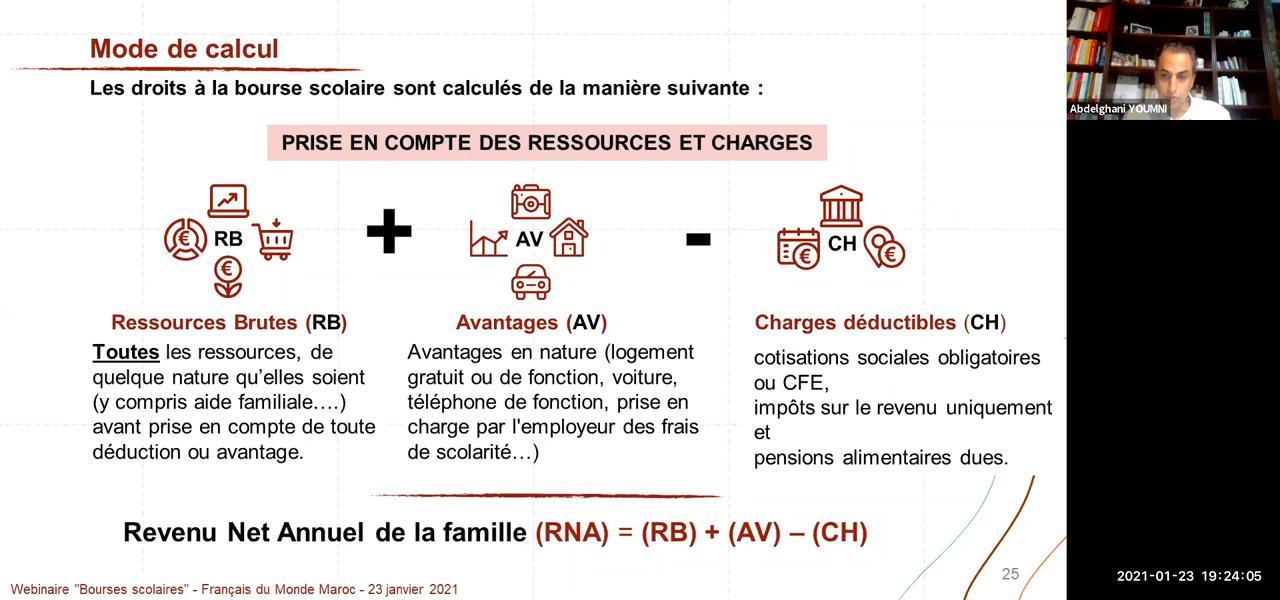 Mode de calcul
Les droits à la bourse scolaire sont calculés de la manière suivante :
PRISE EN COMPTE DES RESSOURCES ET CHARGES
RB
+
AV
-
CH
Ressources Brutes (RB)
Toutes les ressources, de
quelque nature qu’elles soient
(y compris aide familiale….)
avant prise en compte de toute
déduction ou avantage.
Avantages (AV)
Avantages en nature (logement
gratuit ou de fonction, voiture,
téléphone de fonction, prise en
charge par l'employeur des frais
de scolarité…)
Charges déductibles (CH)
cotisations sociales obligatoires
ou CFE,
impôts sur le revenu uniquement
et
pensions alimentaires dues.
Revenu Net Annuel de la famille (RNA) = (RB) + (AV) – (CH)
25
Webinaire "Bourses scolaires" - Français du Monde Maroc - 23 janvier 2021
Abdelghani YOUMNI
2021-01-23 19:24:05